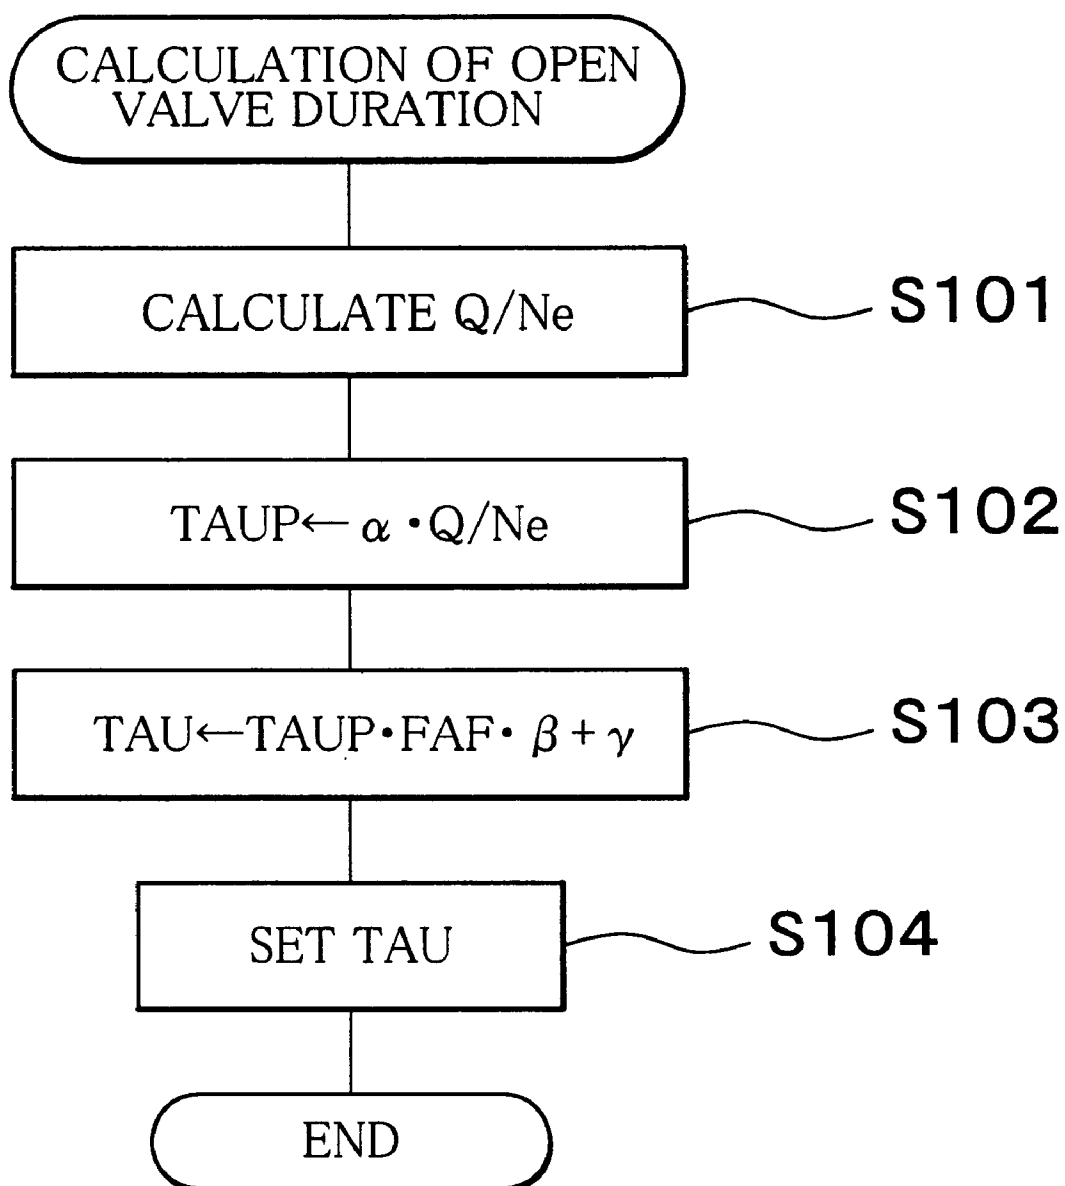 CALCULATION OF OPEN
VALVE DURATION
CALCULATE Q/Ne
S101
TAUP← α・Q/Ne
S102
TAU←TAUP・FAF・β+γ
S103
SET TAU
S104
END